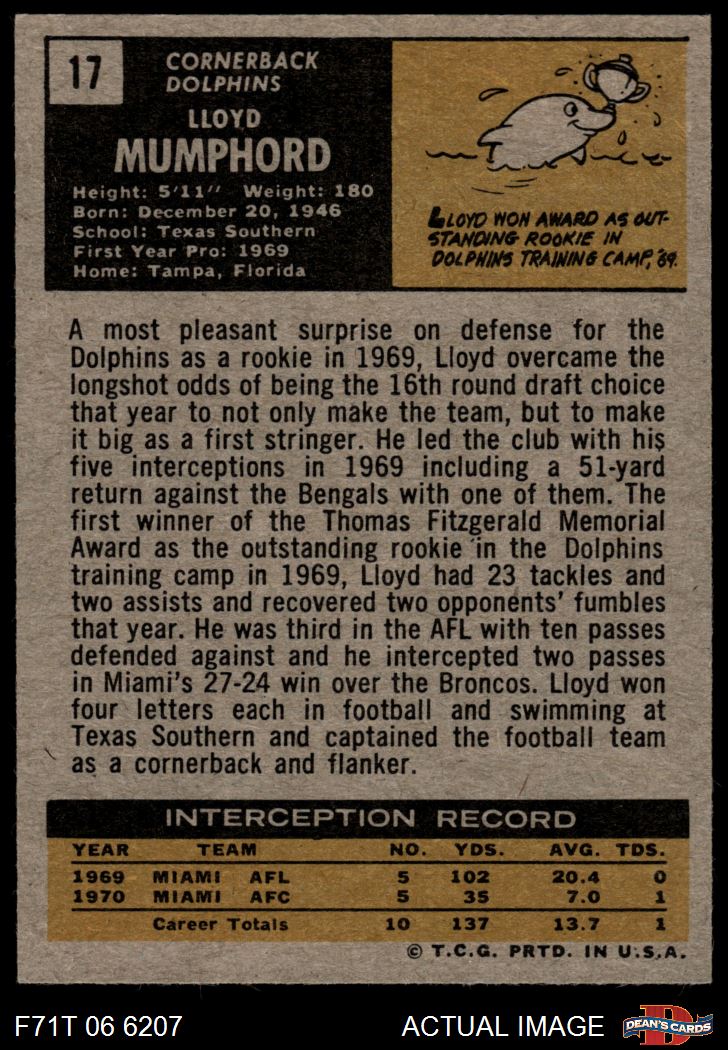 17
CORNERBACK
DOLPHINS
LLOYD
MUMPHORD
Height: 5'11" Weight: 180
Born: December 20, 1946
School: Texas Southern
First Year Pro: 1969
Home: Tampa, Florida
LLOYD WON AWARD AS OUT-
STANDING ROOKIE IN
DOLPHINS TRAINING CAMP, '69.
A most pleasant surprise on defense for the
Dolphins as a rookie in 1969, Lloyd overcame the
longshot odds of being the 16th round draft choice
that year to not only make the team, but to make
it big as a first stringer. He led the club with his
five interceptions in 1969 including a 51-yard
return against the Bengals with one of them. The
first winner of the Thomas Fitzgerald Memorial
Award as the outstanding rookie in the Dolphins
training camp in 1969, Lloyd had 23 tackles and
two assists and recovered two opponents' fumbles
that year. He was third in the AFL with ten passes
defended against and he intercepted two passes
in Miami's 27-24 win over the Broncos. Lloyd won
four letters each in football and swimming at
Texas Southern and captained the football team
as a cornerback and flanker.
INTERCEPTION RECORD
YEAR TEAM NO. YDS. AVG. TDS.
1969 MIAMI AFL 5 102 20.4 0
1970 MIAMI AFC 5 35 7.0 1
Career Totals 10 137 13.7 1
© T.C.G. PRTD. IN U.S.A.
F71T 06 6207 ACTUAL IMAGE D DEAN'S CARDS